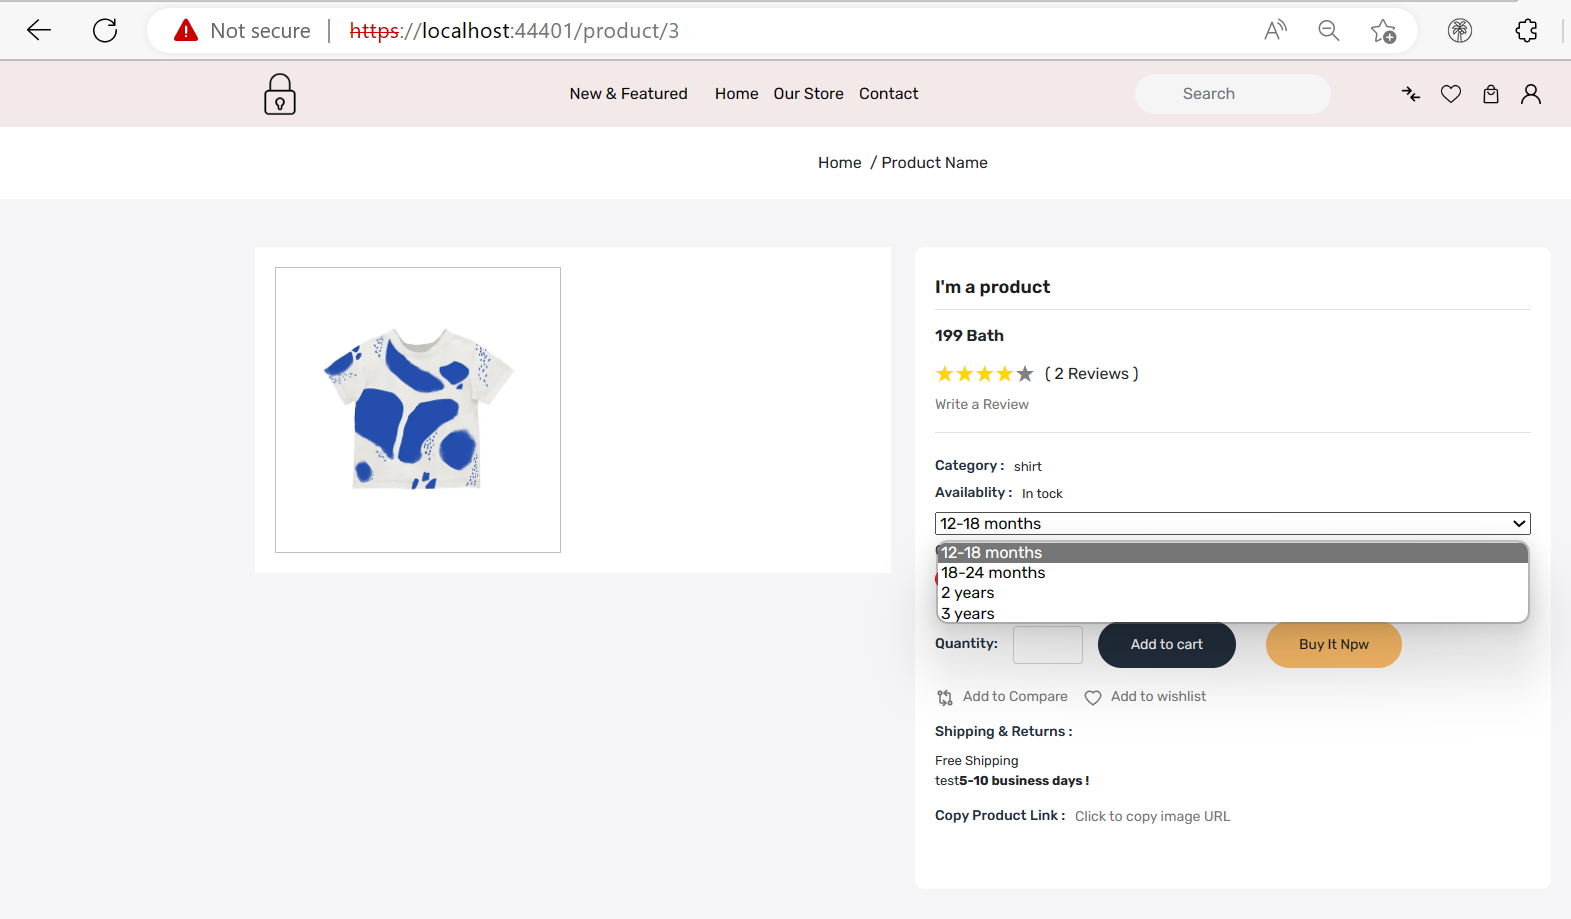 Not secure | https://localhost:44401/product/3
New & Featured Home Our Store Contact Search
Home / Product Name
I'm a product
199 Bath
( 2 Reviews )
Write a Review
Category : shirt
Availablity : In tock
12-18 months
12-18 months
18-24 months
2 years
3 years
Quantity: Add to cart Buy It Npw
Add to Compare Add to wishlist
Shipping & Returns :
Free Shipping
test5-10 business days !
Copy Product Link : Click to copy image URL